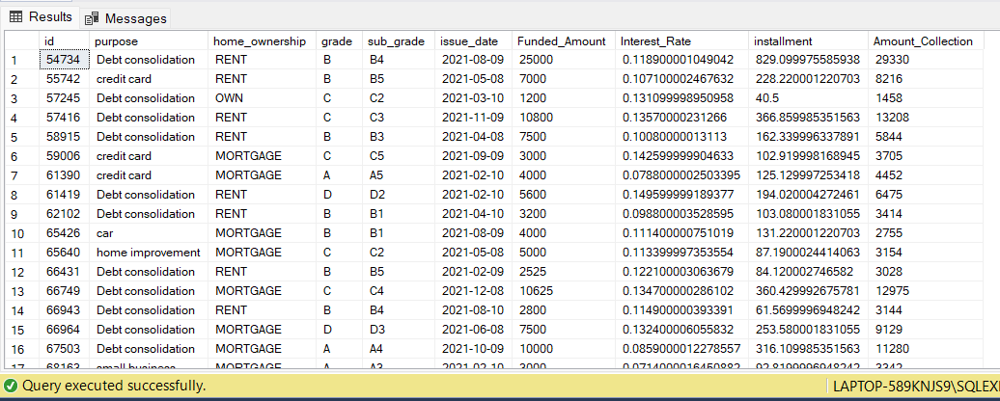 Results Messages
id purpose home_ownership grade sub_grade issue_date Funded_Amount Interest_Rate installment Amount_Collection
1 54734 Debt consolidation RENT B B4 2021-08-09 25000 0.118900001049042 829.099975585938 29330
2 55742 credit card RENT B B5 2021-05-08 7000 0.107100002467632 228.220001220703 8216
3 57245 Debt consolidation OWN C C2 2021-03-10 1200 0.131099998950958 40.5 1458
4 57416 Debt consolidation RENT C C3 2021-11-09 10800 0.13570000231266 366.859985351563 13208
5 58915 Debt consolidation RENT B B3 2021-04-08 7500 0.10080000013113 162.339996337891 5844
6 59006 credit card MORTGAGE C C5 2021-09-09 3000 0.142599999904633 102.919998168945 3705
7 61390 credit card MORTGAGE A A5 2021-02-10 4000 0.0788000002503395 125.129997253418 4452
8 61419 Debt consolidation RENT D D2 2021-02-10 5600 0.149599999189377 194.020004272461 6475
9 62102 Debt consolidation RENT B B1 2021-04-10 3200 0.098800003528595 103.080001831055 3414
10 65426 car MORTGAGE B B1 2021-08-09 4000 0.111400000751019 131.220001220703 2755
11 65640 home improvement MORTGAGE C C2 2021-05-08 5000 0.113399997353554 87.1900024414063 3154
12 66431 Debt consolidation RENT B B5 2021-02-09 2525 0.122100003063679 84.120002746582 3028
13 66749 Debt consolidation MORTGAGE C C4 2021-12-08 10625 0.134700000286102 360.429992675781 12975
14 66943 Debt consolidation RENT B B4 2021-08-10 2800 0.114900000393391 61.5699996948242 3144
15 66964 Debt consolidation MORTGAGE D D3 2021-06-08 7500 0.132400006055832 253.580001831055 9129
16 67503 Debt consolidation MORTGAGE A A4 2021-10-09 10000 0.0859000012278557 316.109985351563 11280
17 68163 small business MORTGAGE A A3 2021-02-10 3000 0.0714000016450882 92.8199996948242 3342
Query executed successfully. LAPTOP-589KNJS9\SQLEX